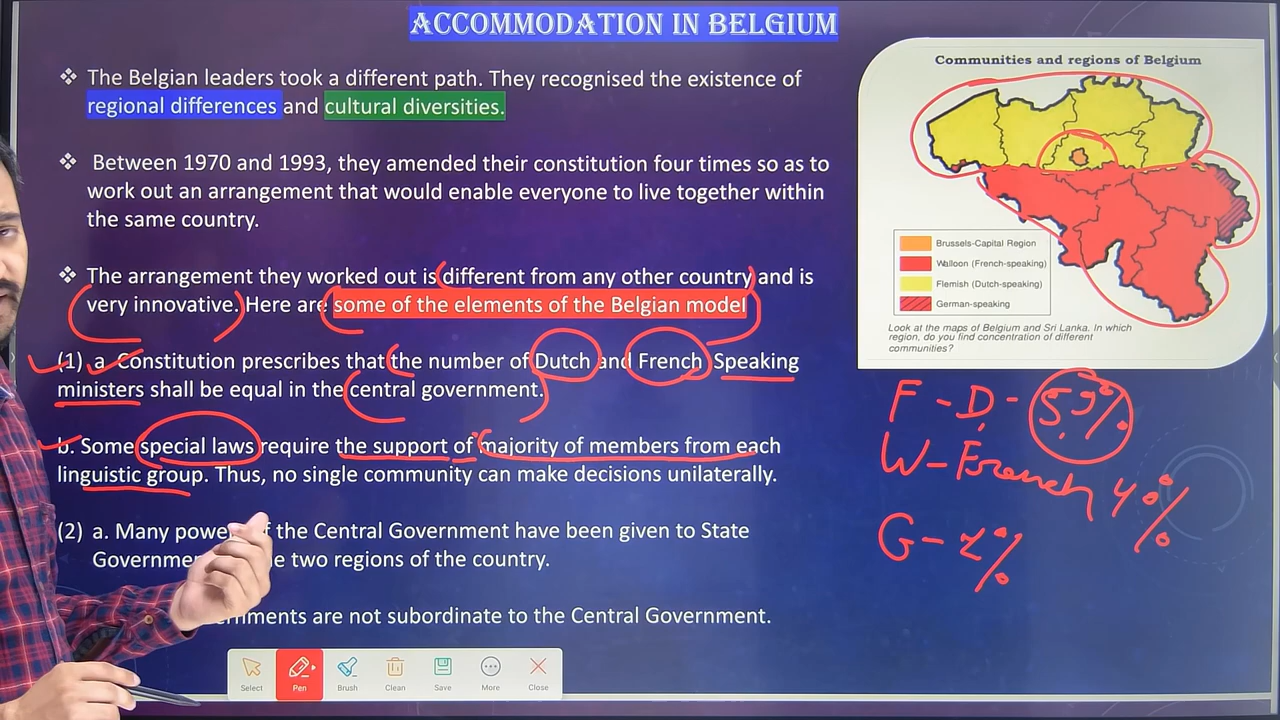 ACCOMMODATION IN BELGIUM
❖ The Belgian leaders took a different path. They recognised the existence of
regional differences and cultural diversities.
❖ Between 1970 and 1993, they amended their constitution four times so as to
work out an arrangement that would enable everyone to live together within
the same country.
❖ The arrangement they worked out is different from any other country and is
very innovative. Here are some of the elements of the Belgian model
(1) a Constitution prescribes that the number of Dutch and French Speaking
ministers shall be equal in the central government.
b. Some special laws require the support of majority of members from each
linguistic group. Thus, no single community can make decisions unilaterally.
(2) a. Many powe f the Central Government have been given to State
Governme e two regions of the country.
nments are not subordinate to the Central Government.
Communities and regions of Belgium
Brussels-Capital Region
Walloon (French-speaking)
Flemish (Dutch-speaking)
German-speaking
Look at the maps of Belgium and Sri Lanka. In which
region, do you find concentration of different
communities?
F - D - 59%
W - French 40%
G - 1%
Select Pen Brush Clean Save More Close